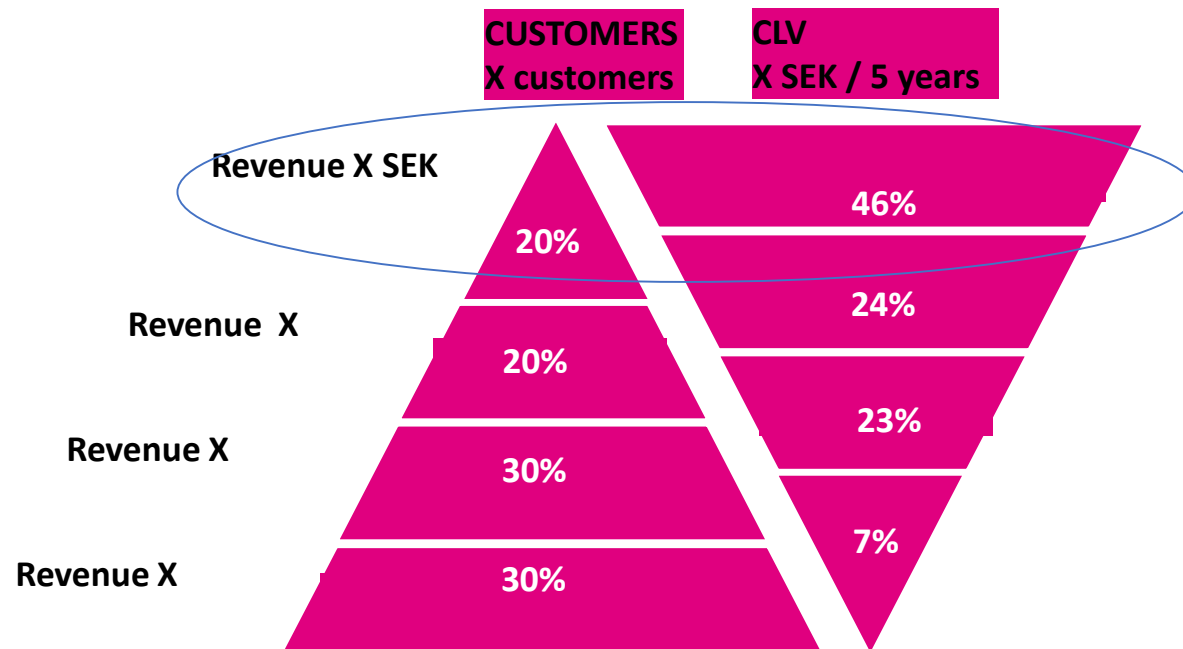 CUSTOMERS
X customers
CLV
X SEK / 5 years
Revenue X SEK
46%
20%
24%
Revenue  X
20%
23%
Revenue X
30%
7%
Revenue X
30%